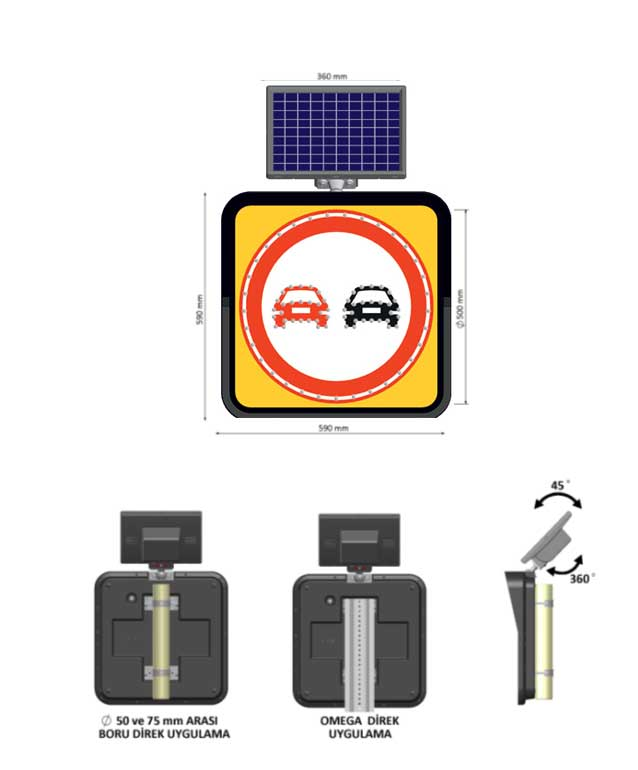 360 mm
590 mm
∅ 500 mm
590 mm
45°
360°
∅ 50 ve 75 mm ARASI
BORU DİREK UYGULAMA
OMEGA DİREK
UYGULAMA